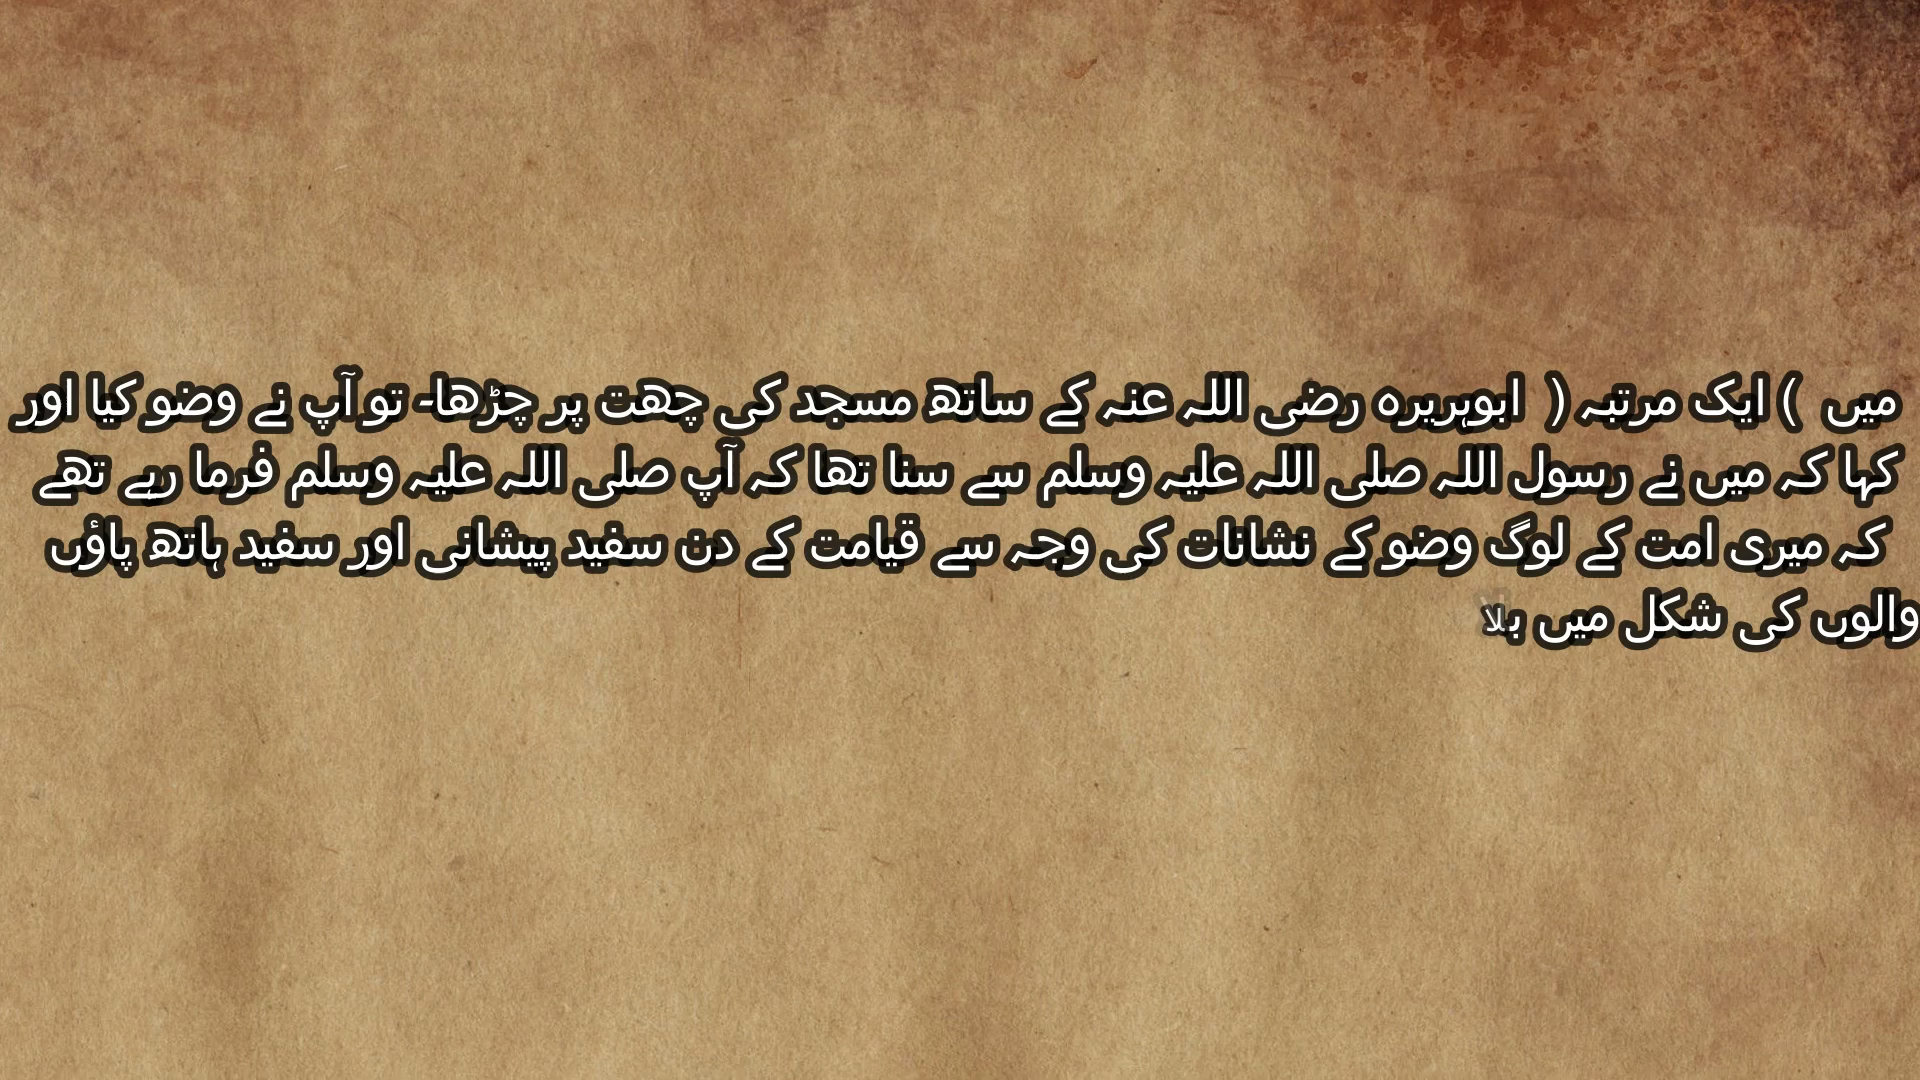 میں ( ایک مرتبہ ) ابوہریرہ رضی اللہ عنہ کے ساتھ مسجد کی چھت پر چڑھا۔ تو آپ نے وضو کیا اور
کہا کہ میں نے رسول اللہ صلی اللہ علیہ وسلم سے سنا تھا کہ آپ صلی اللہ علیہ وسلم فرما رہے تھے
کہ میری امت کے لوگ وضو کے نشانات کی وجہ سے قیامت کے دن سفید پیشانی اور سفید ہاتھ پاؤں
والوں کی شکل میں بلا